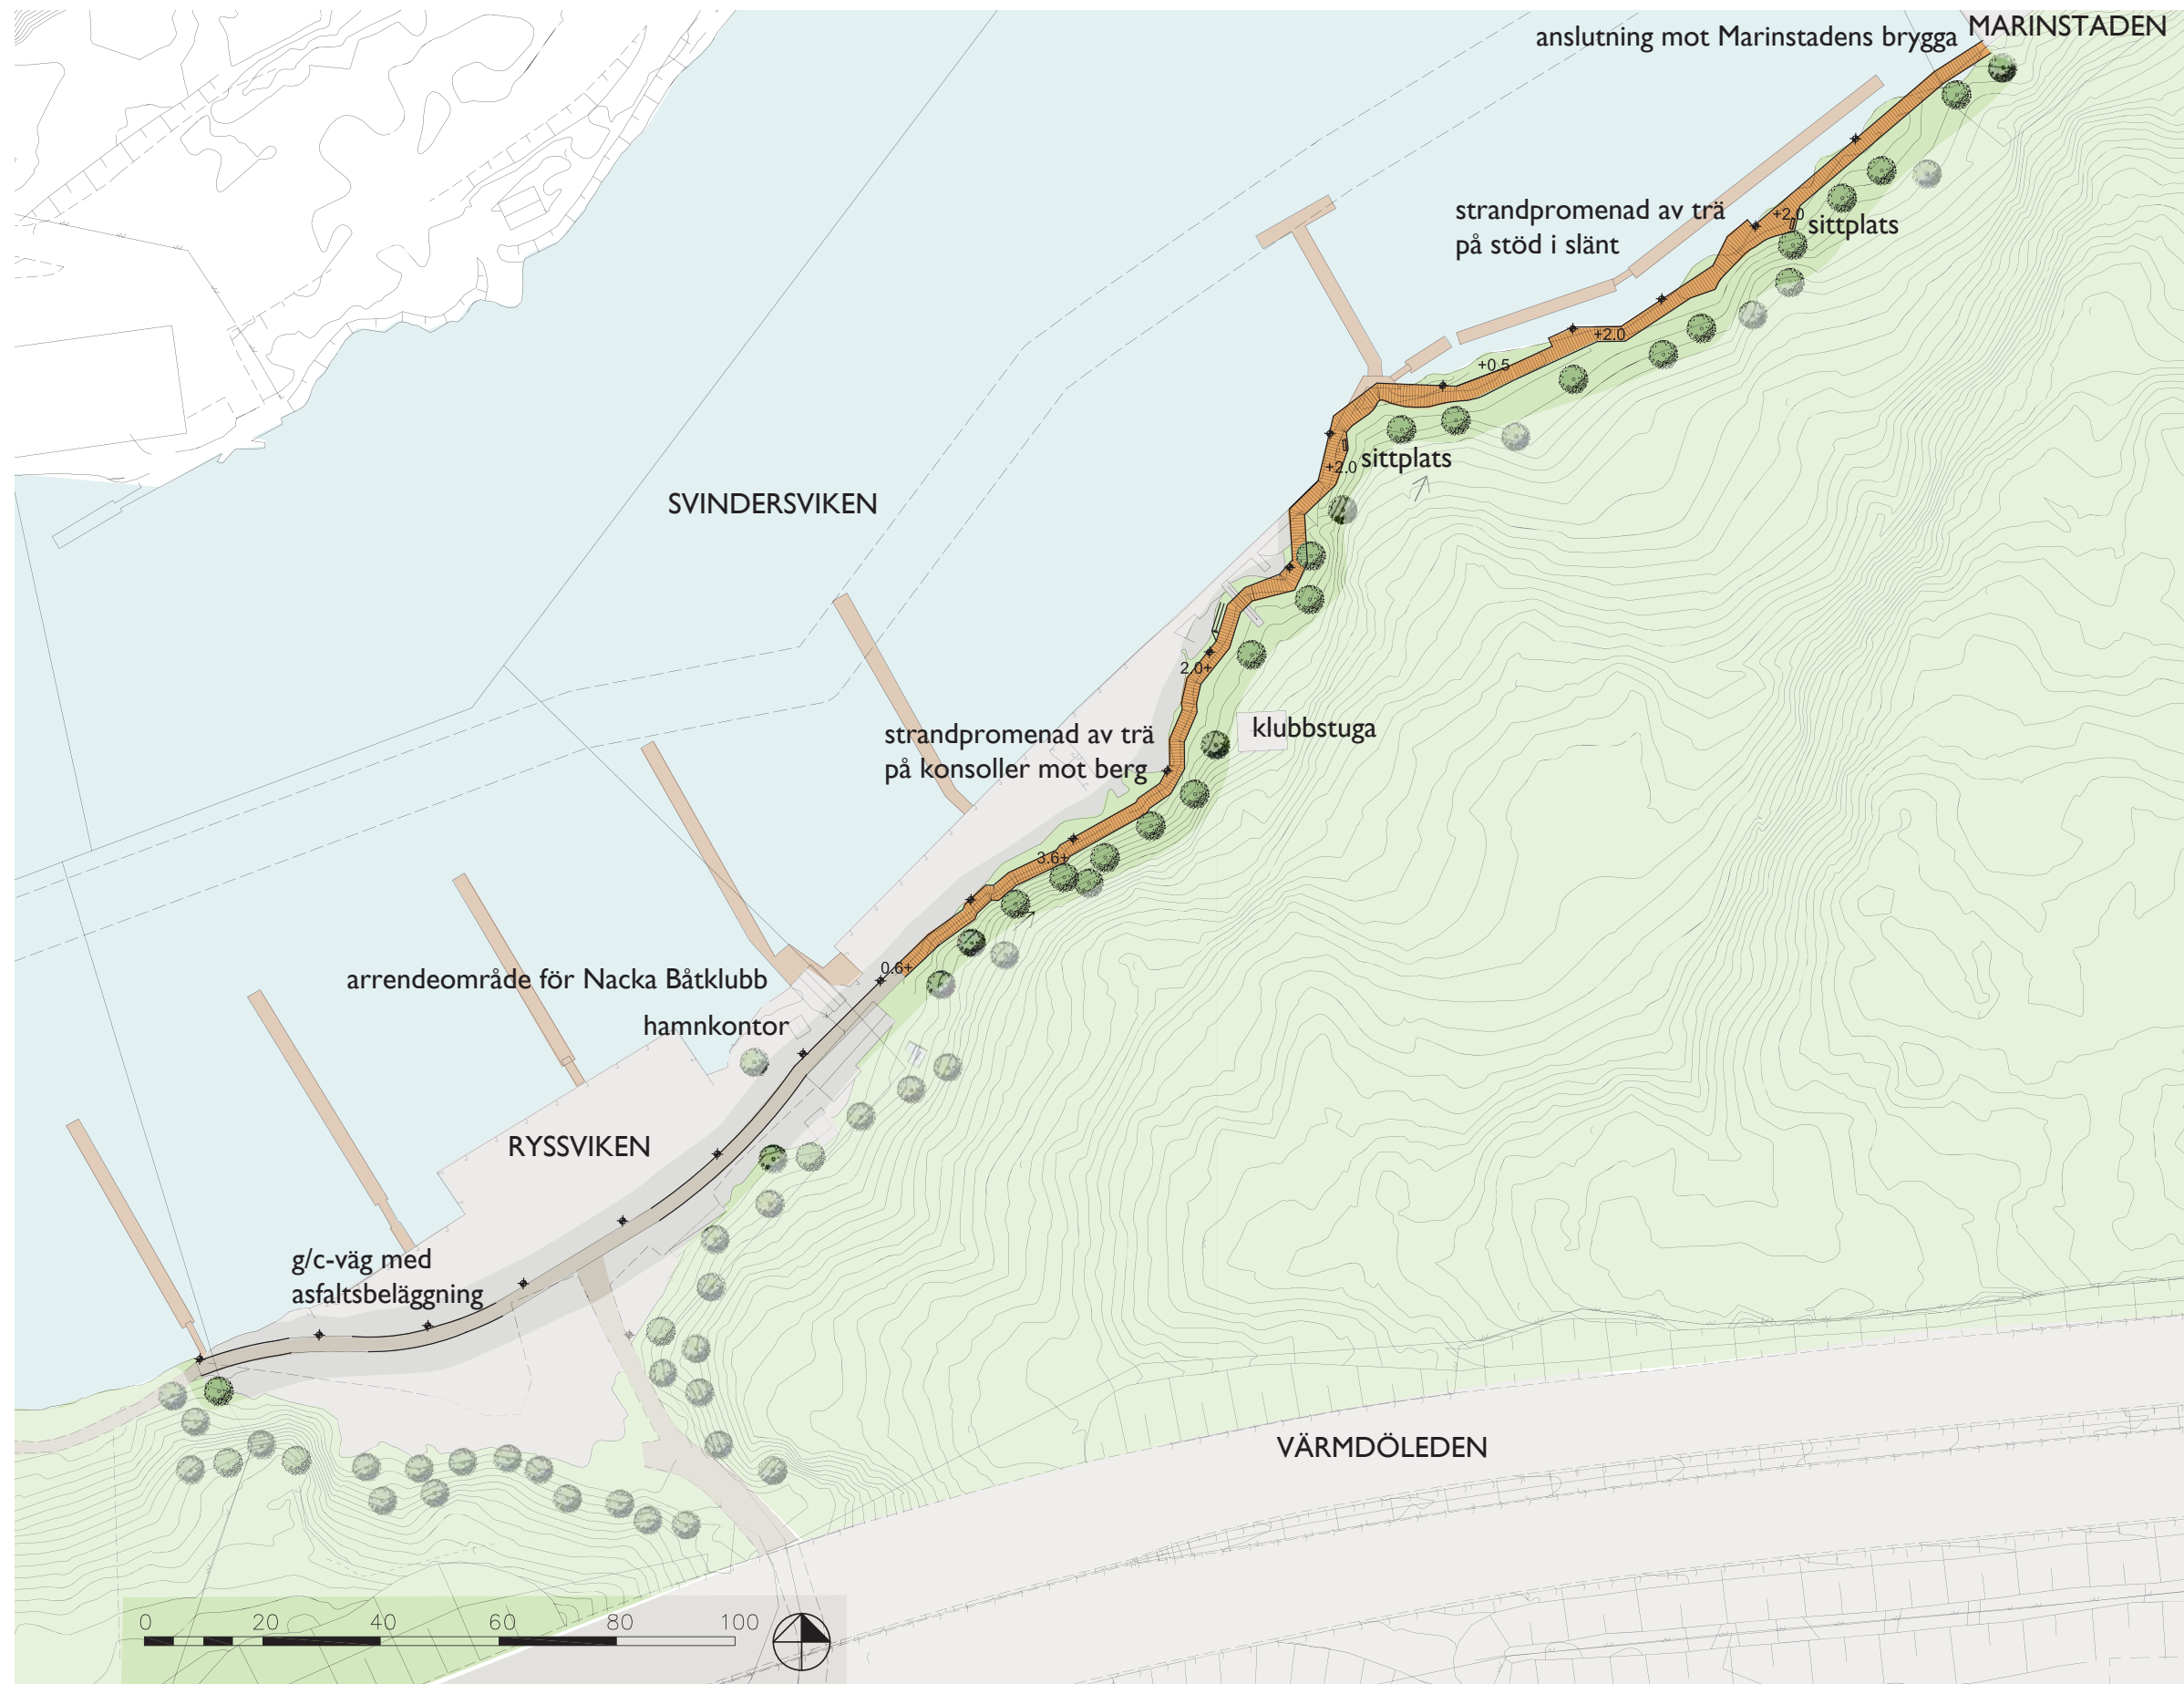 MARINSTADEN
anslutning mot Marinstadens brygga
strandpromenad av trä
på stöd i slänt
+2.0
sittplats
+2.0
+0.5
sittplats
+2.0
SVINDERSVIKEN
2.0+
strandpromenad av trä
på konsoller mot berg
klubbstuga
3.6+
0.6+
arrendeområde för Nacka Båtklubb
hamnkontor
RYSSVIKEN
g/c-väg med
asfaltsbeläggning
VÄRMDÖLEDEN
0 20 40 60 80 100